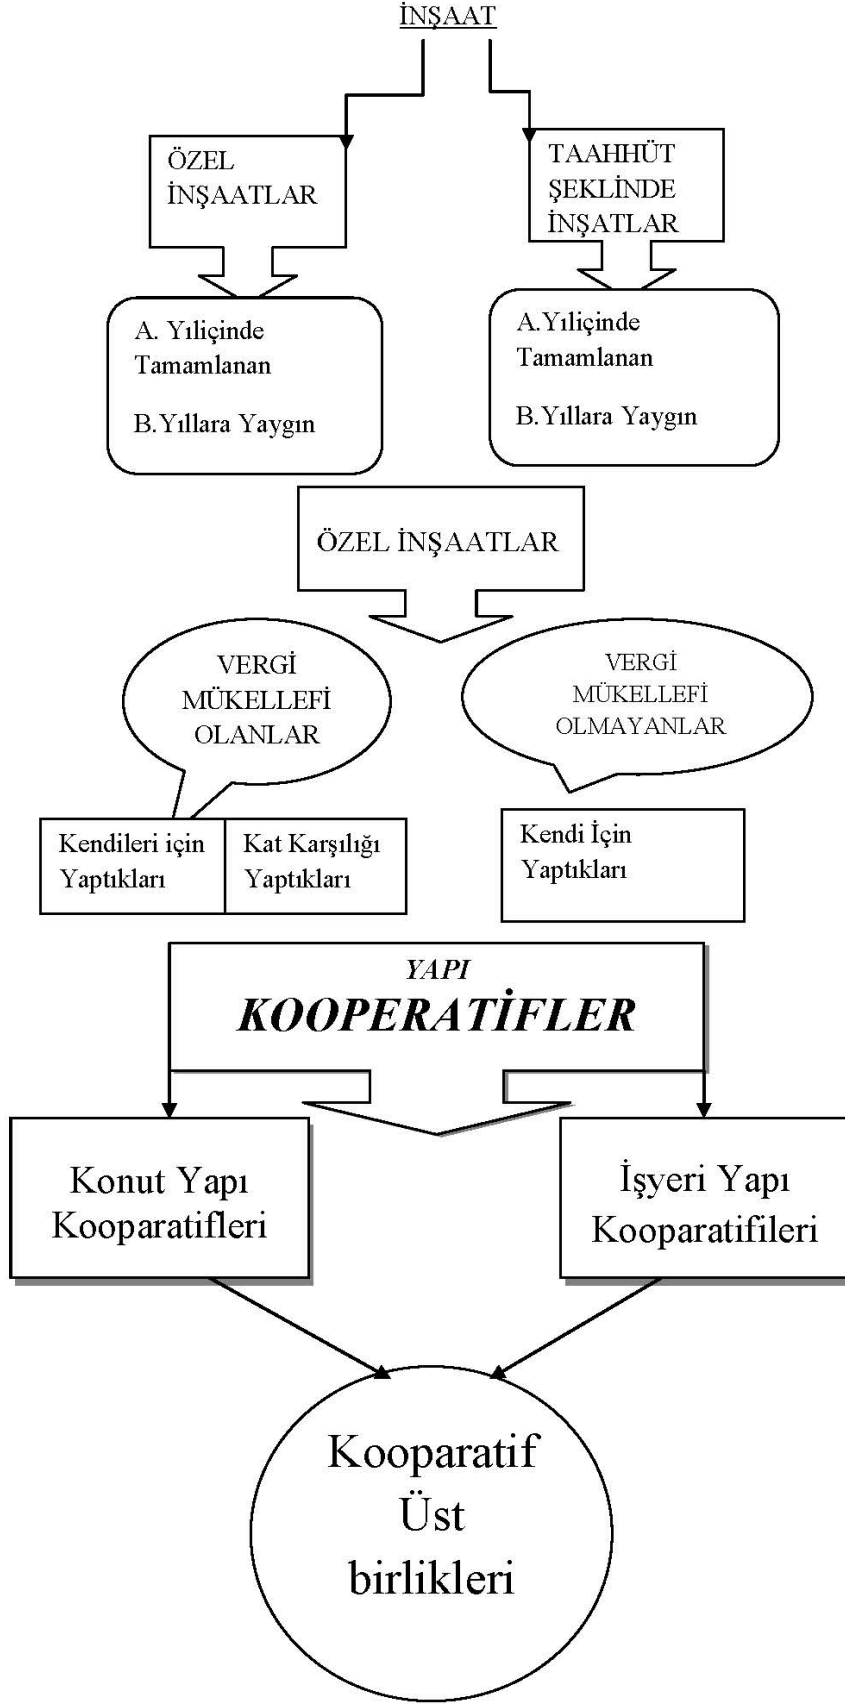 İNŞAAT
ÖZEL
İNŞAATLAR
TAAHHÜT
ŞEKLİNDE
İNŞATLAR
A. Yıliçinde
Tamamlanan
B.Yıllara Yaygın
A.Yıliçinde
Tamamlanan
B.Yıllara Yaygın
ÖZEL İNŞAATLAR
VERGİ
MÜKELLEFİ
OLANLAR
VERGİ
MÜKELLEFİ
OLMAYANLAR
Kendileri için
Yaptıkları
Kat Karşılığı
Yaptıkları
Kendi İçin
Yaptıkları
YAPI
KOOPERATİFLER
Konut Yapı
Kooparatifleri
İşyeri Yapı
Kooparatifileri
Kooparatif
Üst
birlikleri